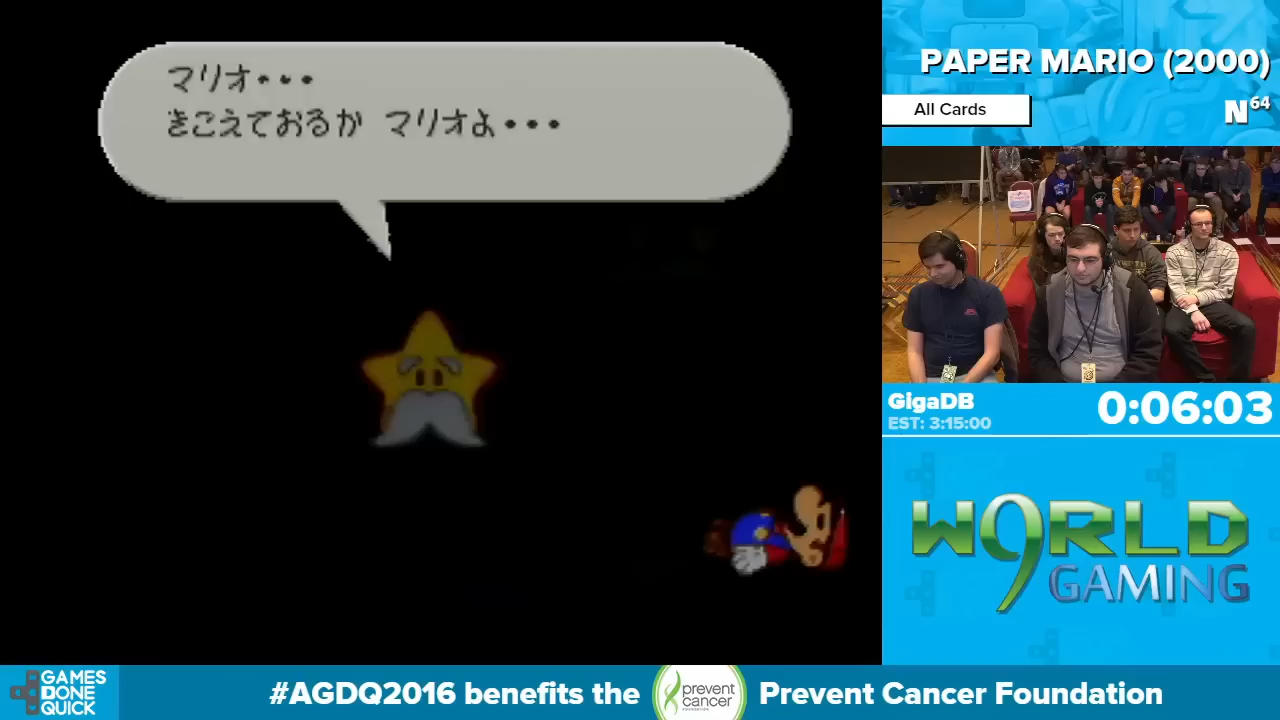 マリオ・・・
きこえておるか マリオよ・・・
PAPER MARIO (2000)
All Cards
N64
GigaDB
0:06:03
EST: 3:15:00
W9RLD
GAMING
GAMES
DONE
QUICK
#AGDQ2016 benefits the
prevent
cancer
Prevent Cancer Foundation